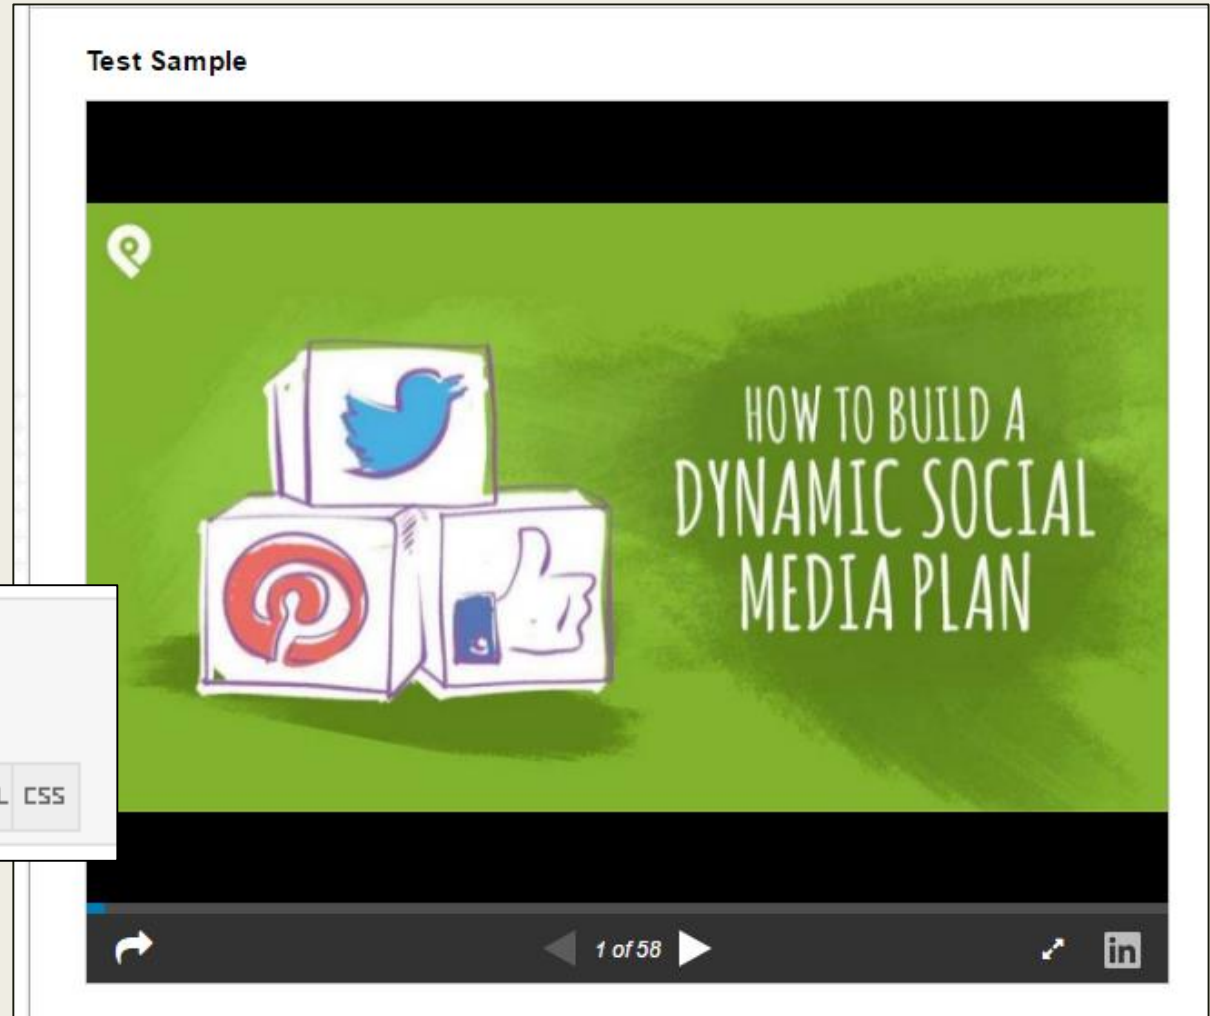 Test Sample
HOW TO BUILD A
DYNAMIC SOCIAL
MEDIA PLAN
L CSS
1 of 58
in